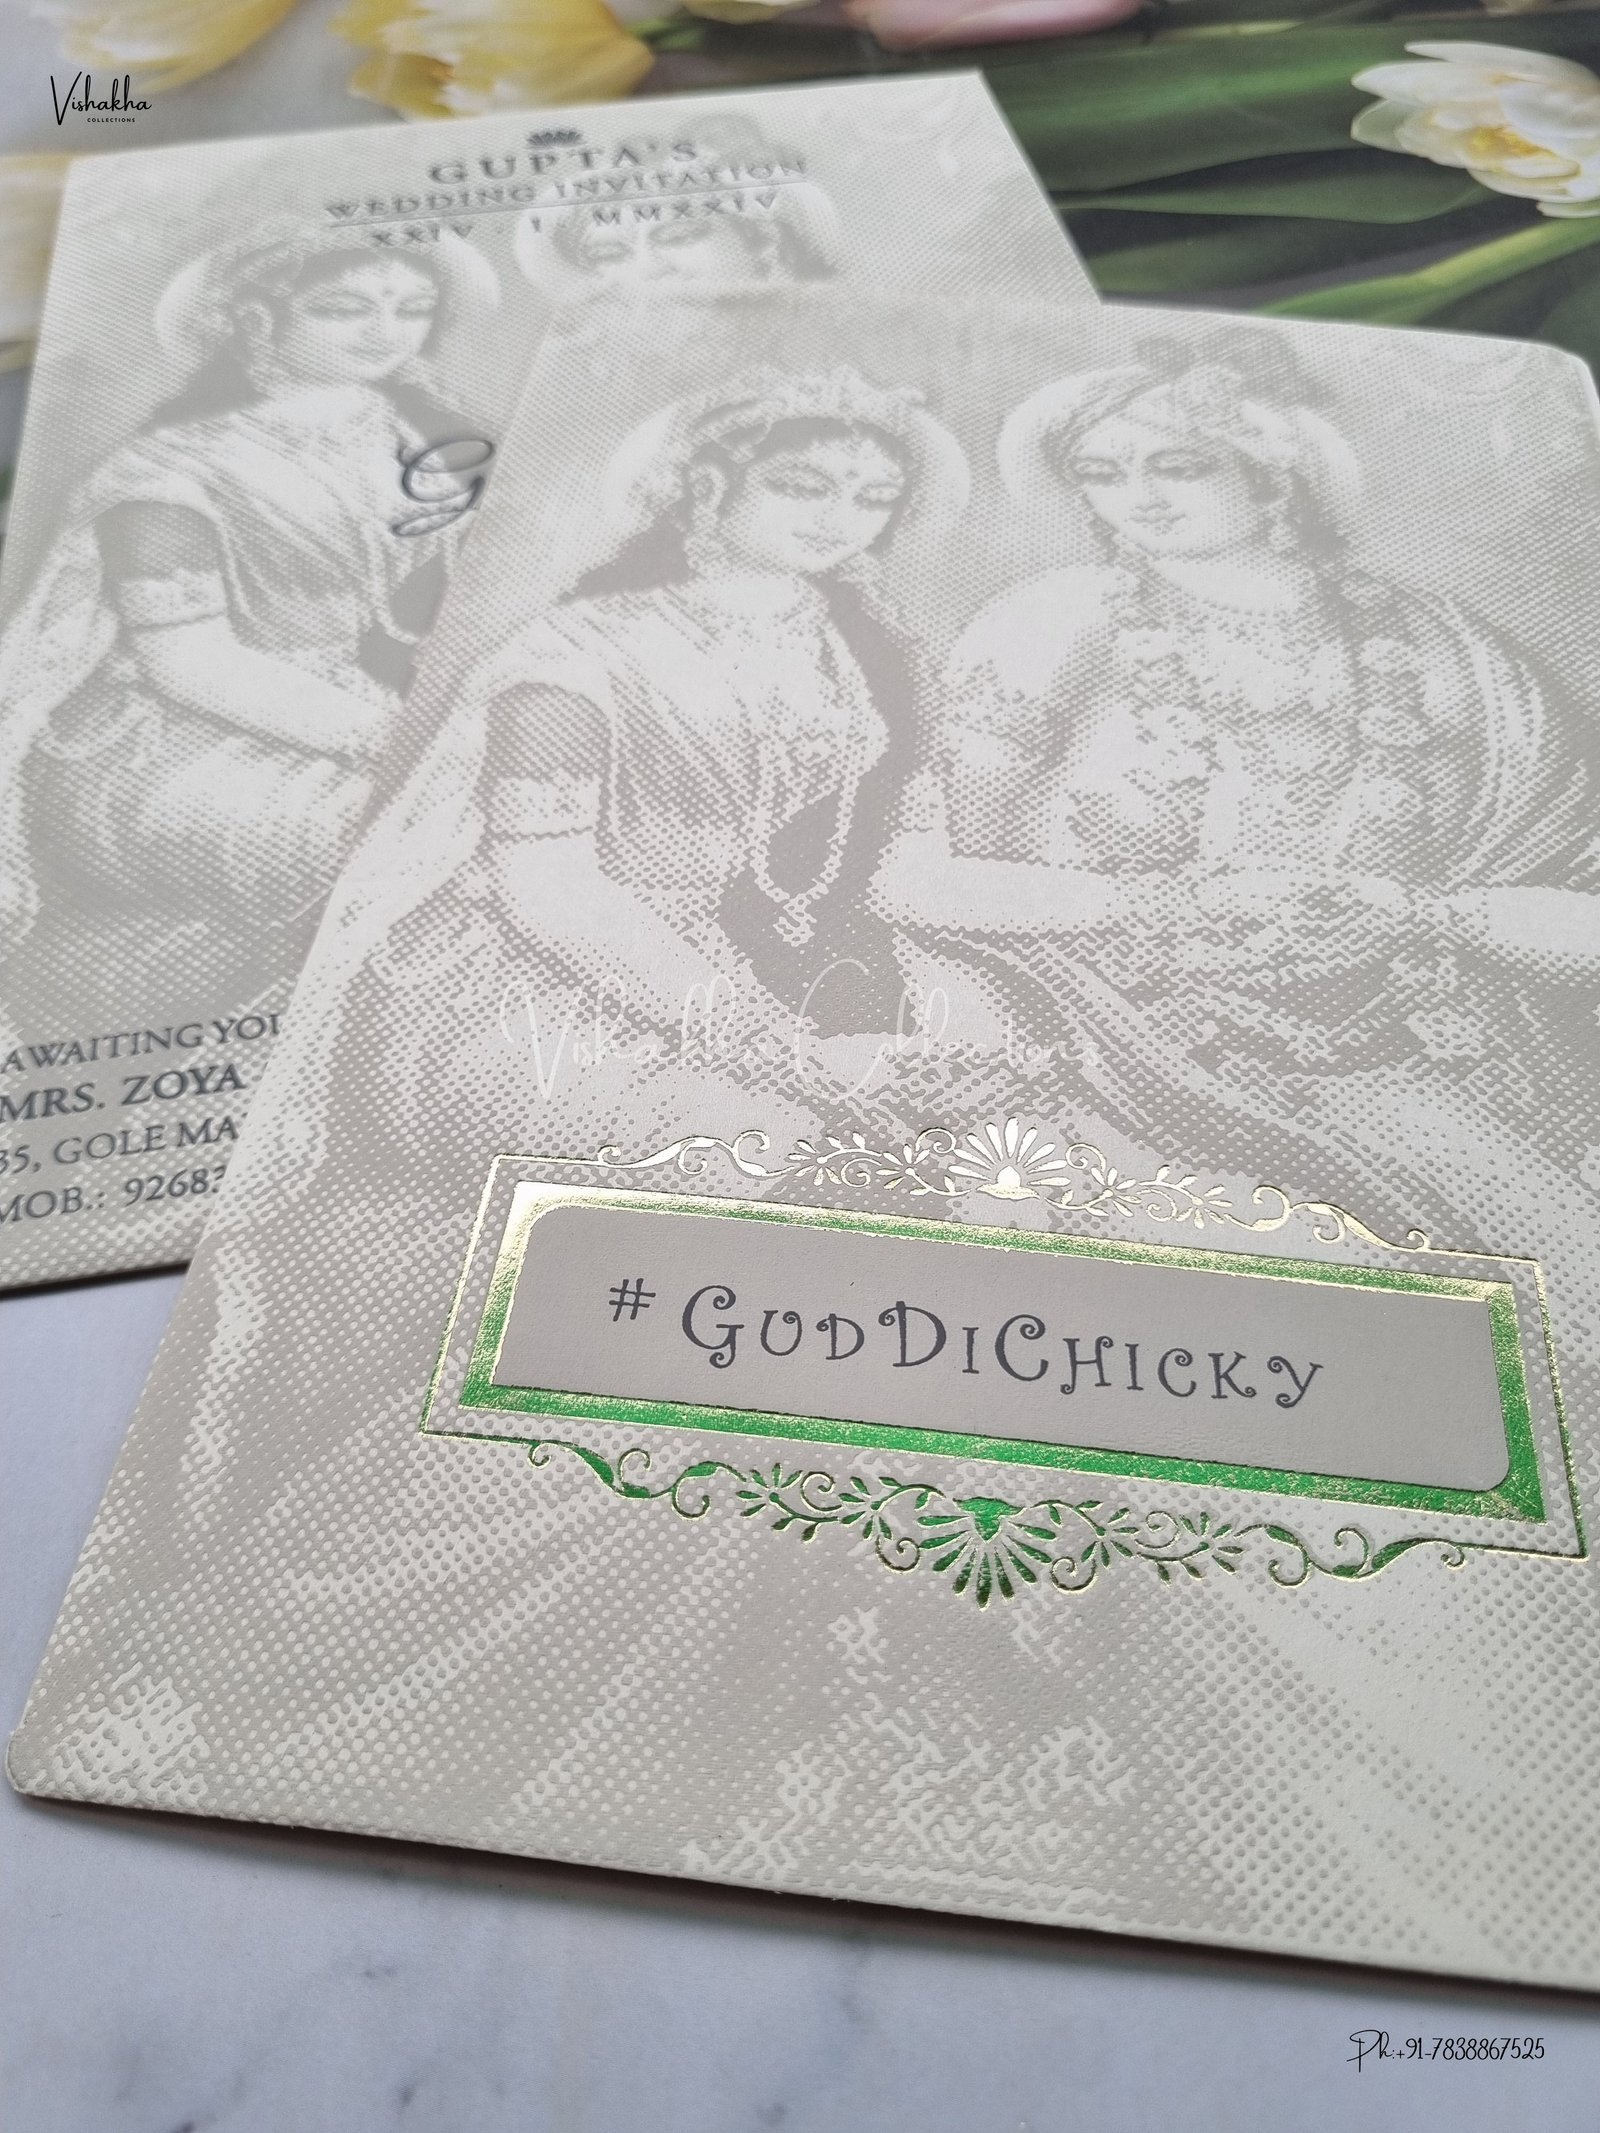 Vishakha
COLLECTIONS
GUPTA'S
WEDDING INVITATION
XXIV · I · MMXXIV
G
AWAITING YOU
MRS. ZOYA
35, GOLE MA
MOB.: 9268
Vishakha Collections
# GUDDICHICKY
Ph:+91-7838867525